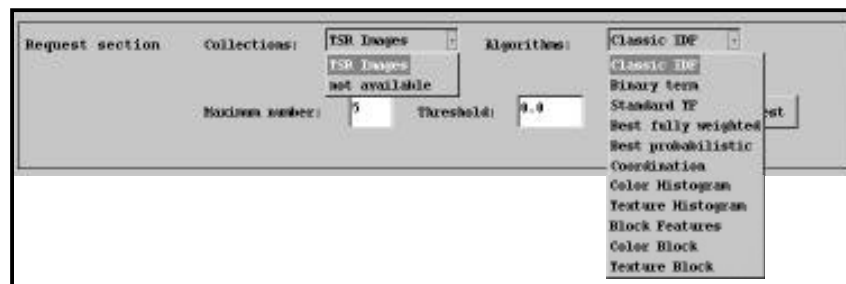 Request section Collections: TSR Images Algorithms: Classic IDF
TSR Images
not available
Classic IDF
Binary term
Standard TF
Best fully weighted
Best probabilistic
Coordination
Color Histogram
Texture Histogram
Block Features
Color Block
Texture Block
Maximum number: 5 Threshold: 0.0 est